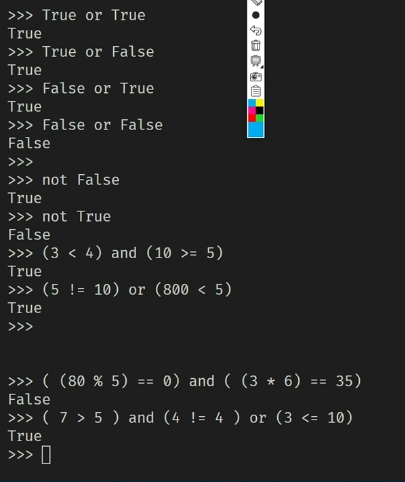 >>> True or True
True
>>> True or False
True
>>> False or True
True
>>> False or False
False
>>>
>>> not False
True
>>> not True
False
>>> (3 < 4) and (10 >= 5)
True
>>> (5 != 10) or (800 < 5)
True
>>>
>>> ( (80 % 5) == 0) and ( (3 * 6) == 35)
False
>>> ( 7 > 5 ) and (4 != 4 ) or (3 <= 10)
True
>>>